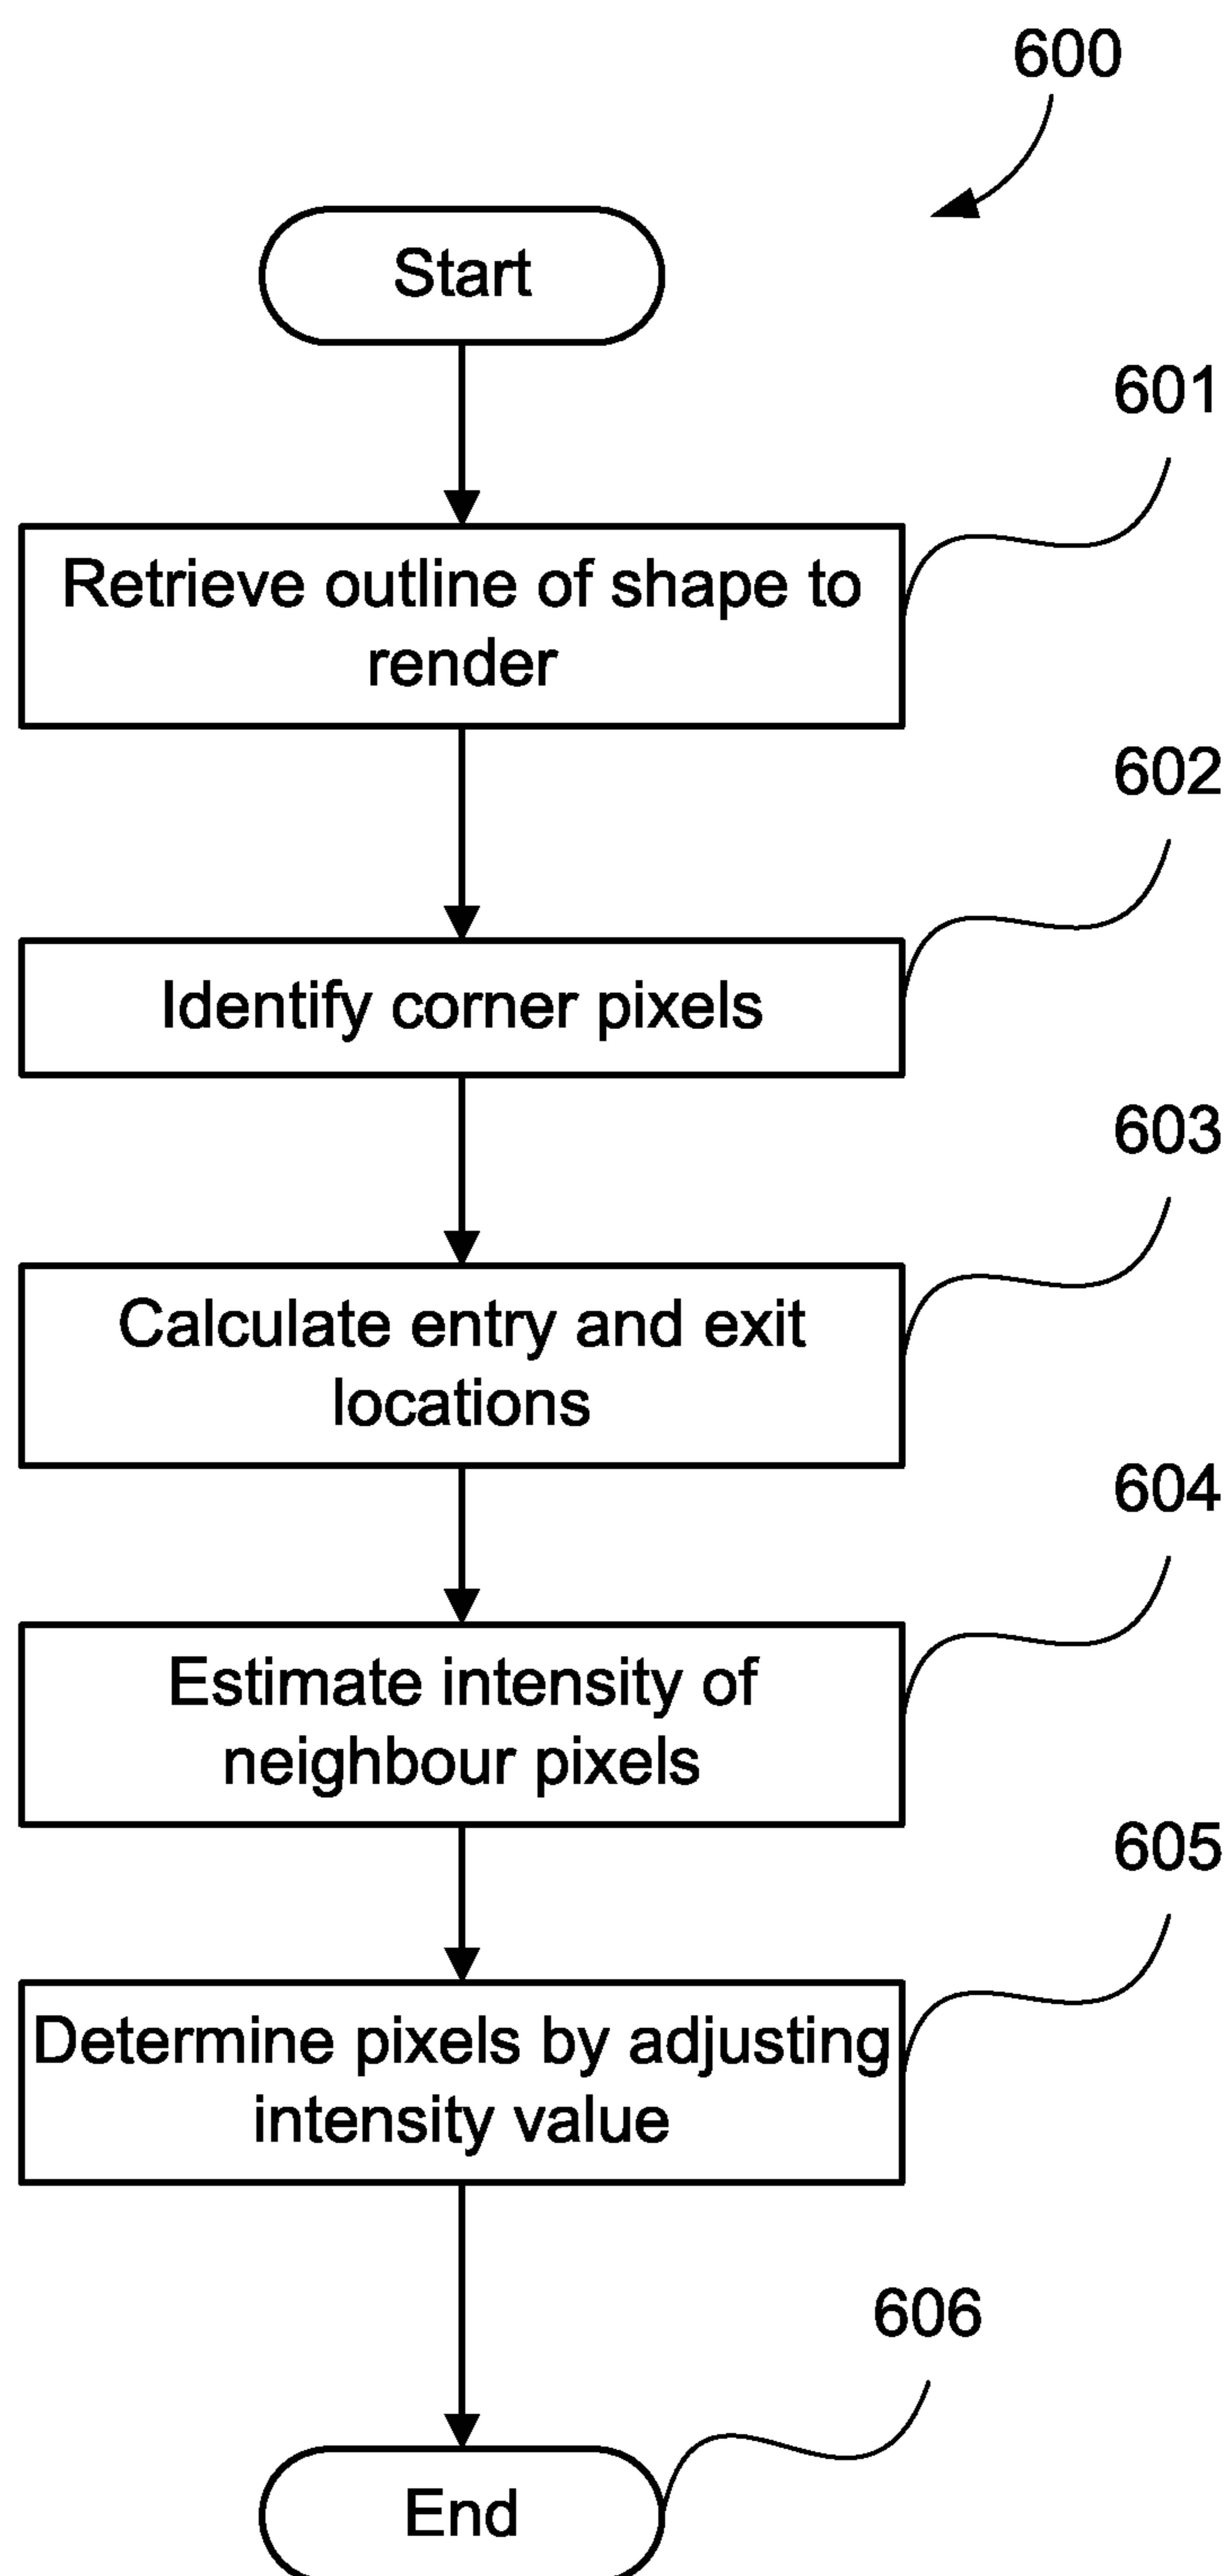 600
Start
601
Retrieve outline of shape to
render
602
Identify corner pixels
603
Calculate entry and exit
locations
604
Estimate intensity of
neighbour pixels
605
Determine pixels by adjusting
intensity value
606
End